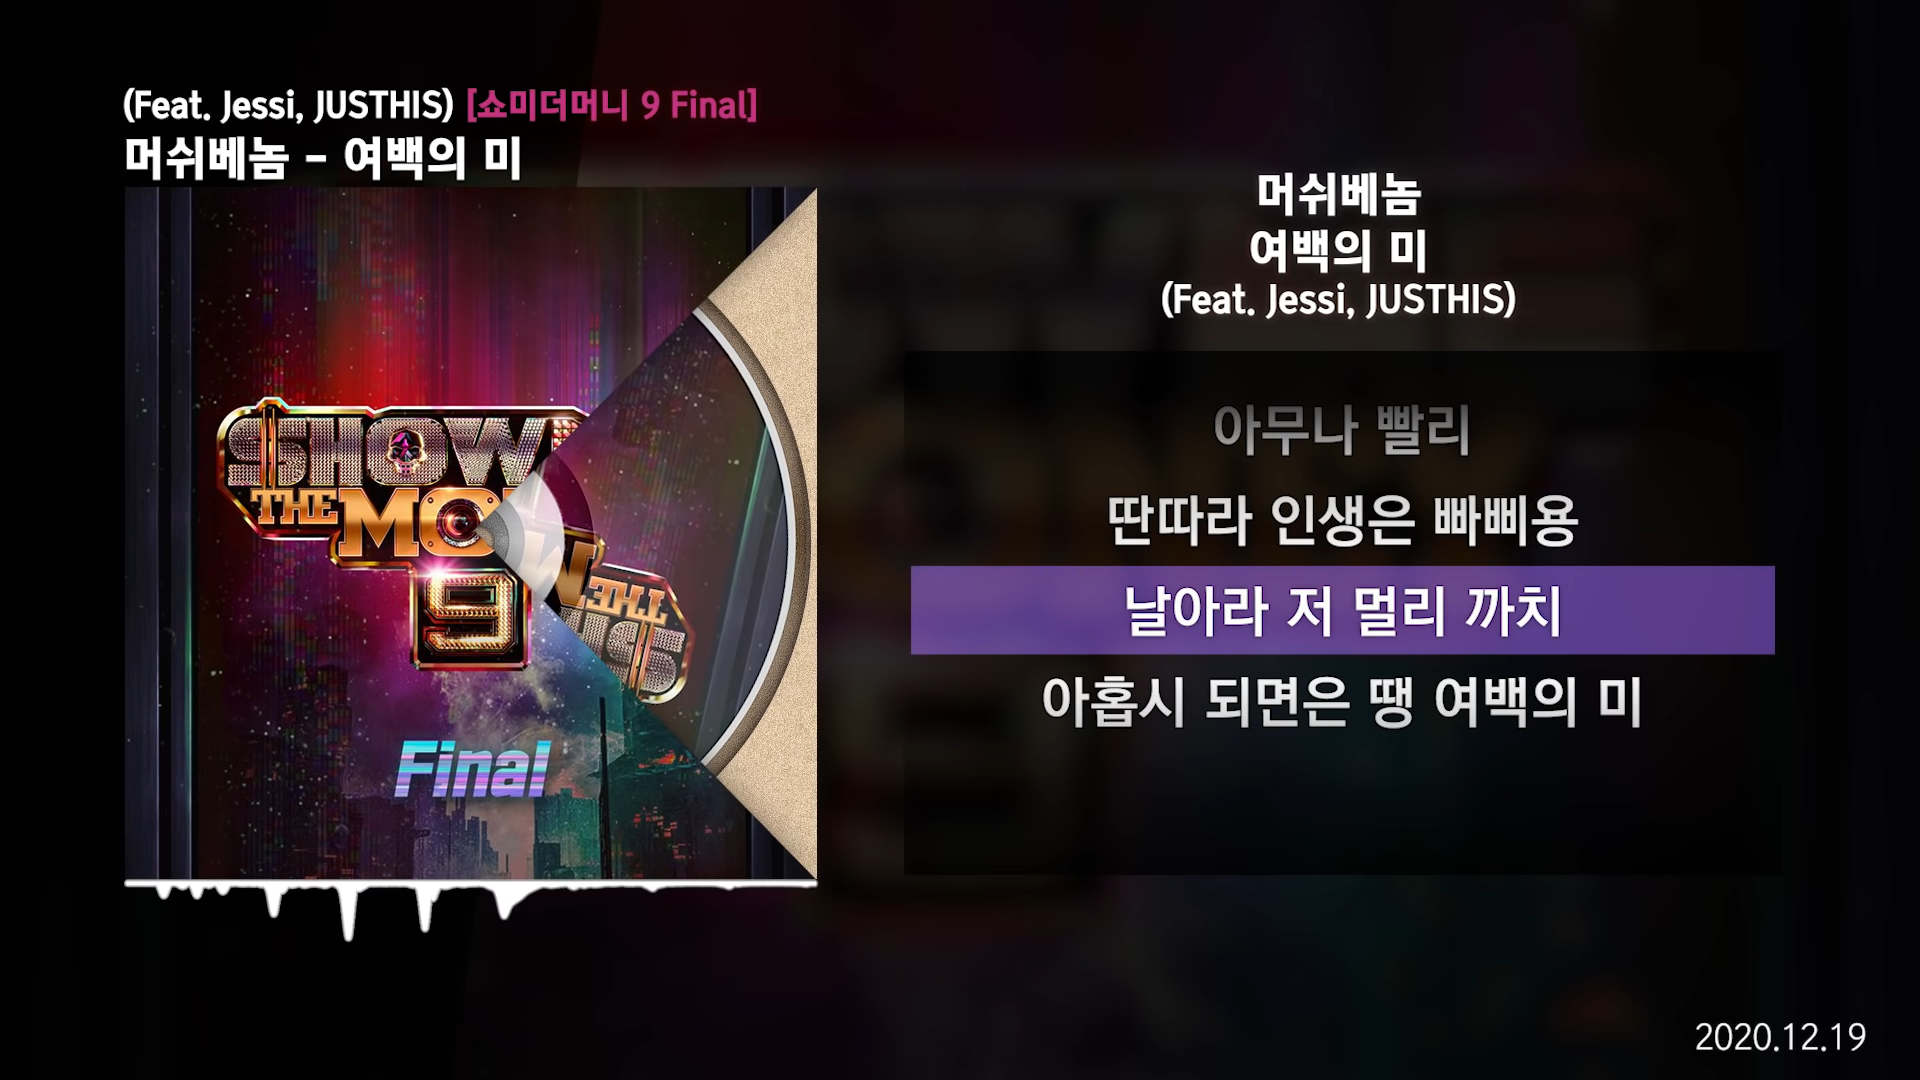 (Feat. Jessi, JUSTHIS) [쇼미더머니 9 Final]
머쉬베놈 - 여백의 미
SHOW
THE MO
9
Final
머쉬베놈
여백의 미
(Feat. Jessi, JUSTHIS)
아무나 빨리
딴따라 인생은 빠삐용
날아라 저 멀리 까치
아홉시 되면은 땡 여백의 미
2020.12.19